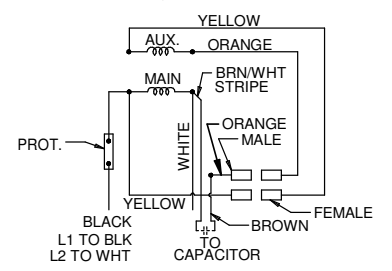 YELLOW
AUX.
ORANGE
MAIN
BRN/WHT
STRIPE
ORANGE
MALE
PROT.
WHITE
YELLOW
FEMALE
BLACK
BROWN
L1 TO BLK
L2 TO WHT
TO
CAPACITOR